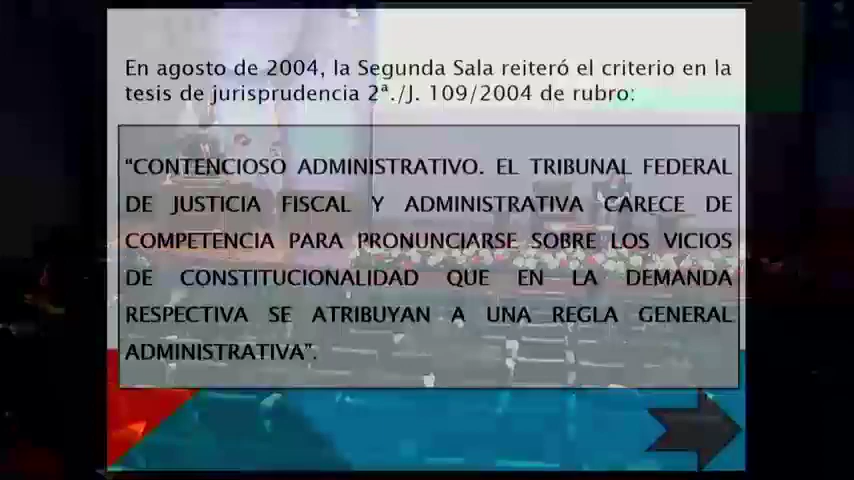 En agosto de 2004, la Segunda Sala reiteró el criterio en la
tesis de jurisprudencia 2ª./J. 109/2004 de rubro:
“CONTENCIOSO ADMINISTRATIVO. EL TRIBUNAL FEDERAL
DE JUSTICIA FISCAL Y ADMINISTRATIVA CARECE DE
COMPETENCIA PARA PRONUNCIARSE SOBRE LOS VICIOS
DE CONSTITUCIONALIDAD QUE EN LA DEMANDA
RESPECTIVA SE ATRIBUYAN A UNA REGLA GENERAL
ADMINISTRATIVA”.